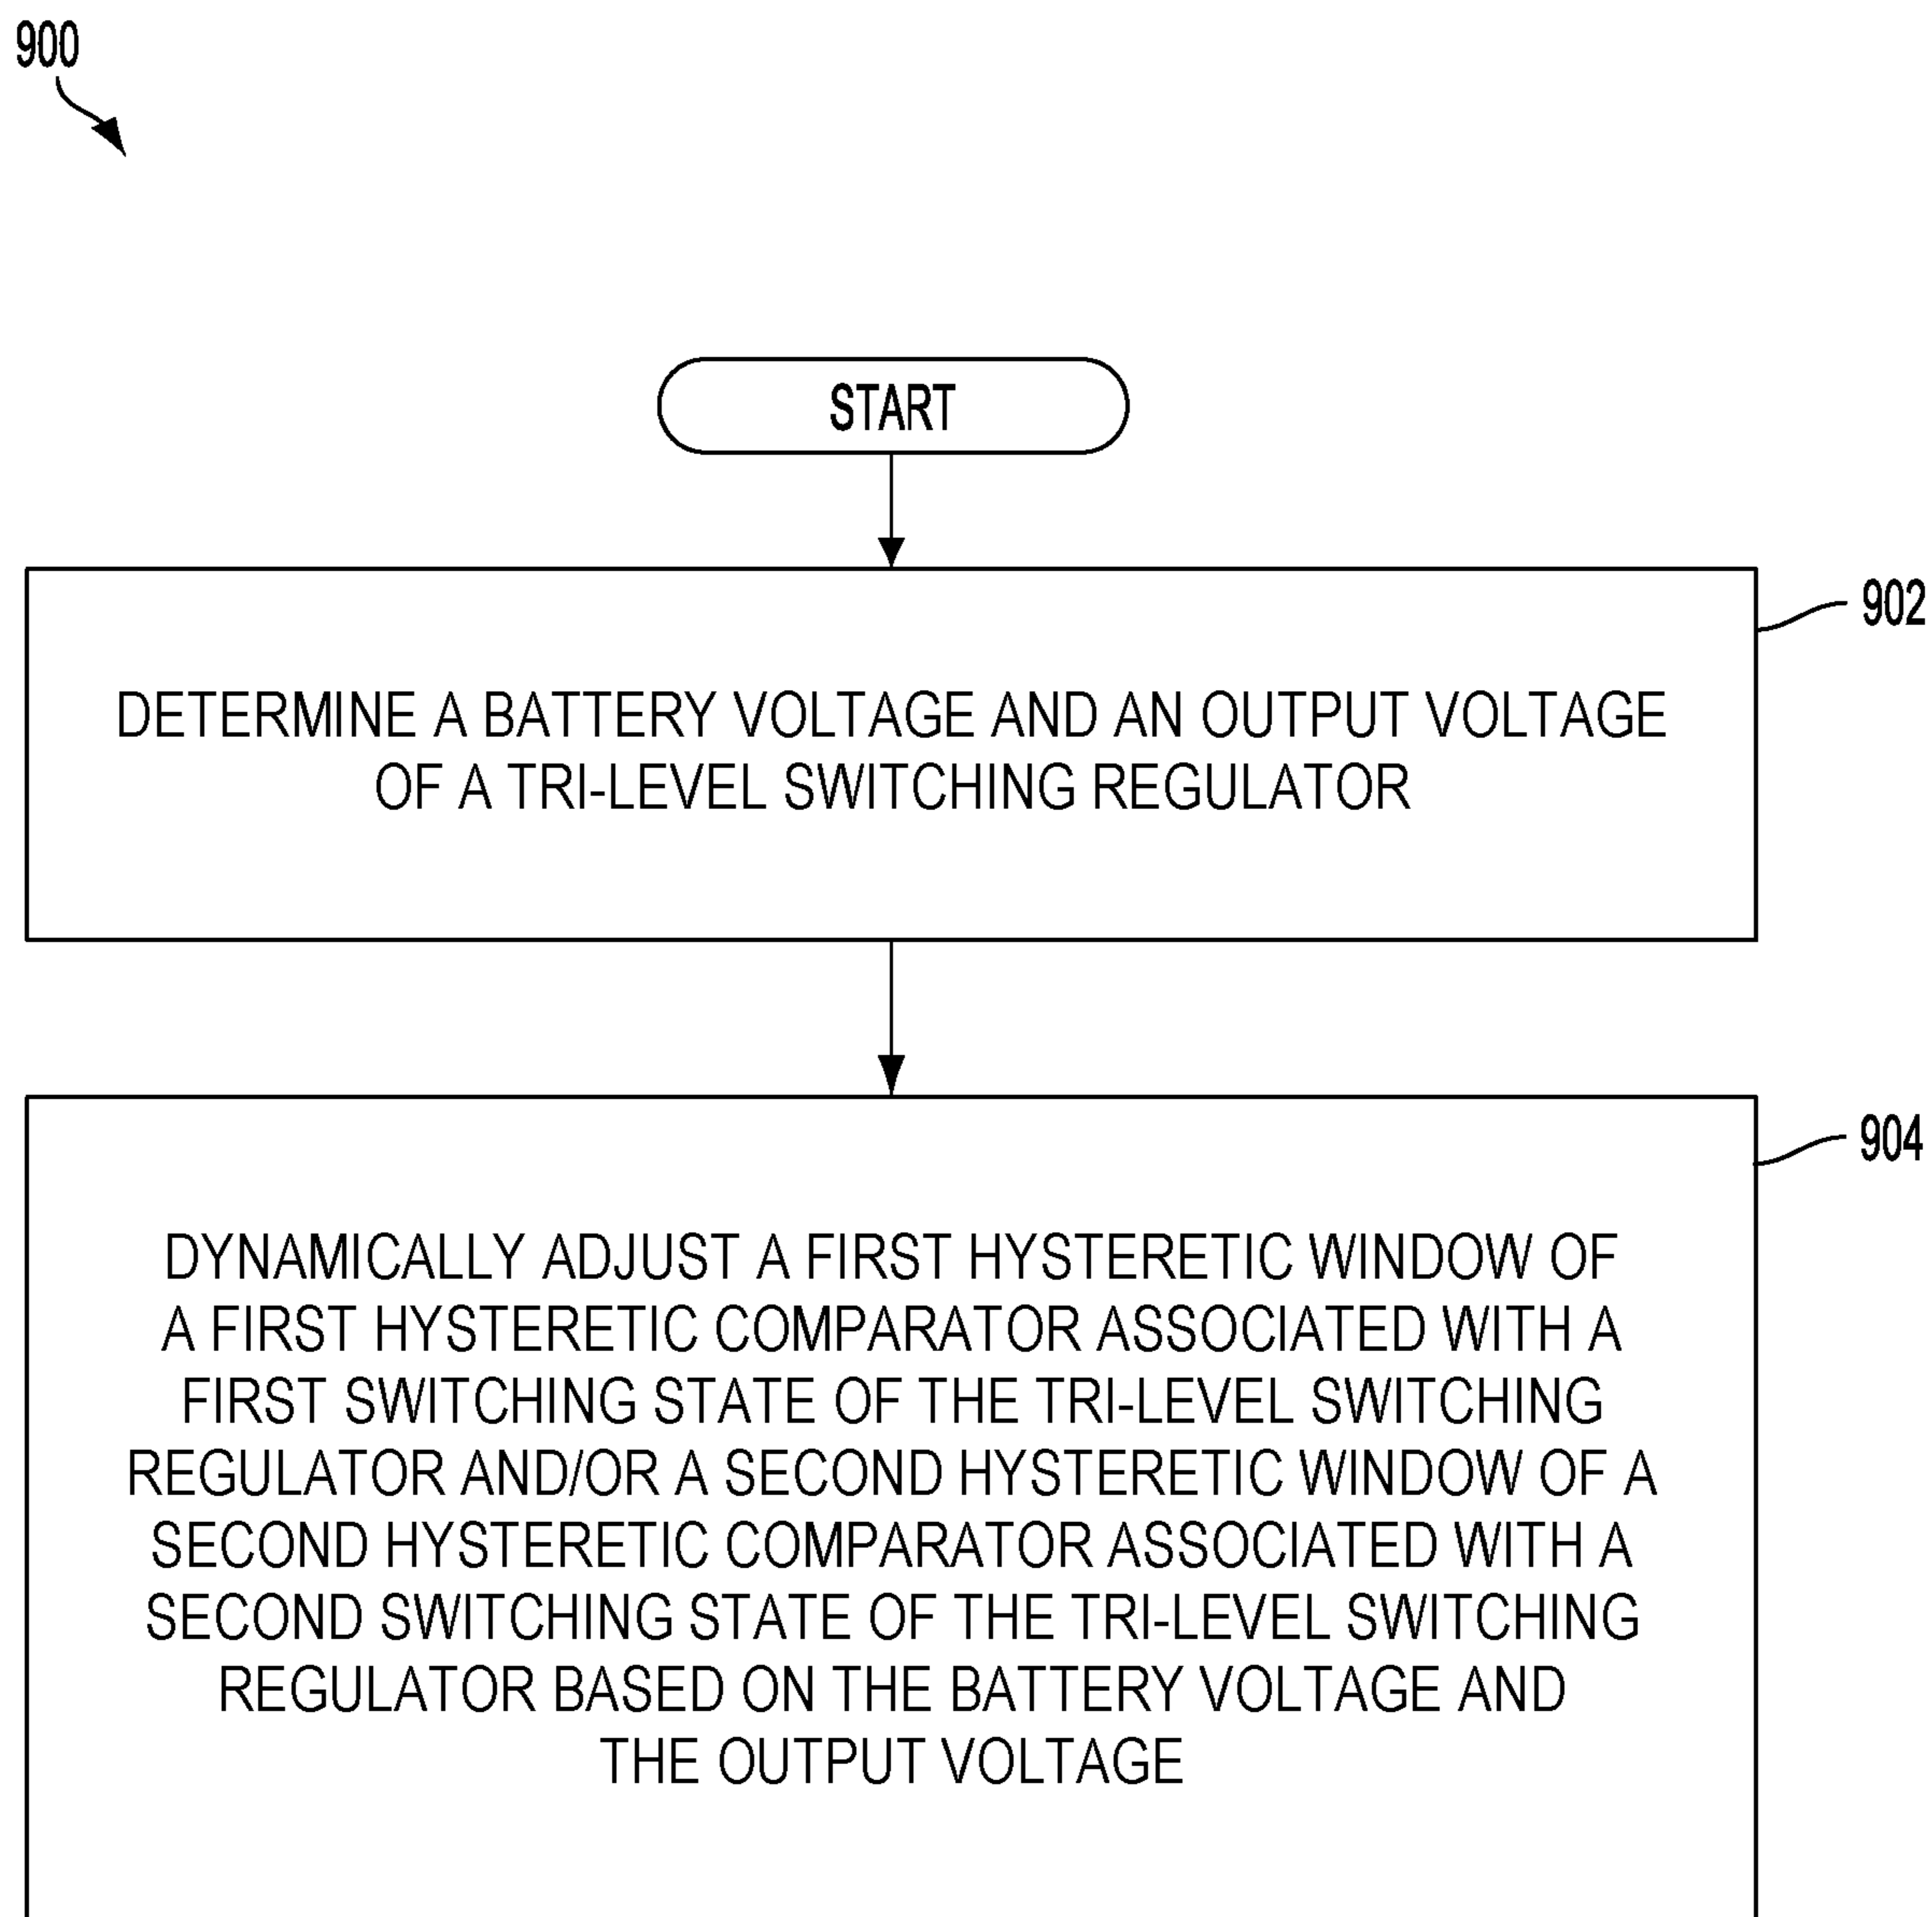 900
START
902
DETERMINE A BATTERY VOLTAGE AND AN OUTPUT VOLTAGE
OF A TRI-LEVEL SWITCHING REGULATOR
904
DYNAMICALLY ADJUST A FIRST HYSTERETIC WINDOW OF
A FIRST HYSTERETIC COMPARATOR ASSOCIATED WITH A
FIRST SWITCHING STATE OF THE TRI-LEVEL SWITCHING
REGULATOR AND/OR A SECOND HYSTERETIC WINDOW OF A
SECOND HYSTERETIC COMPARATOR ASSOCIATED WITH A
SECOND SWITCHING STATE OF THE TRI-LEVEL SWITCHING
REGULATOR BASED ON THE BATTERY VOLTAGE AND
THE OUTPUT VOLTAGE